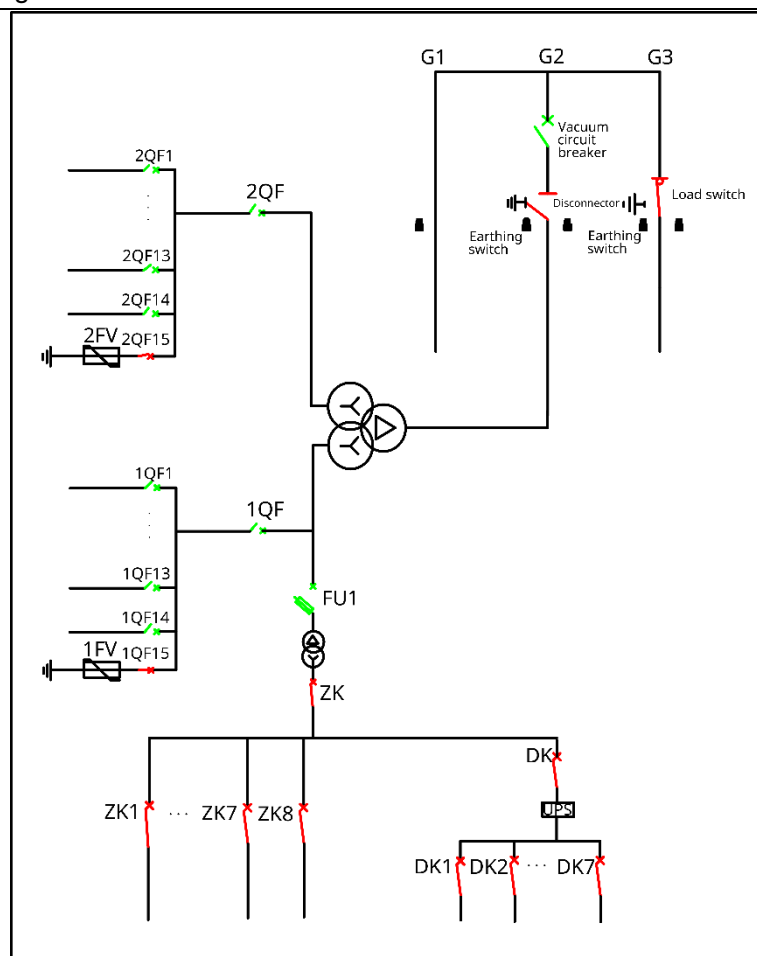 G1
G2
G3
Vacuum
circuit
breaker
2QF1
2QF
Disconnector
Load switch
Earthing
switch
Earthing
switch
2QF13
2QF14
2FV
2QF15
1QF1
1QF
1QF13
FU1
1QF14
1FV
1QF15
ZK
DK
ZK1
...
ZK7
ZK8
UPS
DK1
DK2
...
DK7